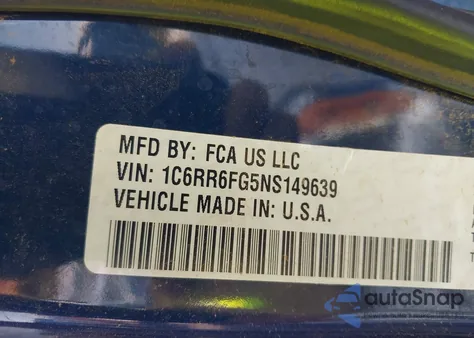 MFD BY: FCA US LLC
VIN: 1C6RR6FG5NS149639
VEHICLE MADE IN: U.S.A.
autoSnap